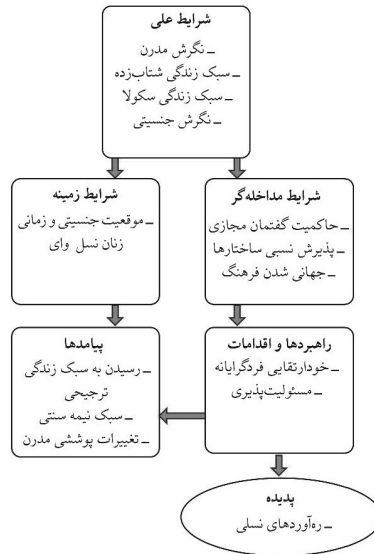 شرایط علی
ـ نگرش مدرن
ـ سبک زندگی شتاب‌زده
ـ سبک زندگی سکولا
ـ نگرش جنسیتی
شرایط مداخله‌گر
ـ حاکمیت گفتمان مجازی
ـ پذیرش نسبی ساختارها
ـ جهانی شدن فرهنگ
شرایط زمینه
ـ موقعیت جنسیتی و زمانی
زنان نسل وای
راهبردها و اقدامات
ـ خودارتقایی فردگرایانه
ـ مسئولیت‌پذیری
پیامدها
ـ رسیدن به سبک زندگی
ترجیحی
ـ سبک نیمه سنتی
ـ تغییرات پوششی مدرن
پدیده
ـ ره‌آوردهای نسلی